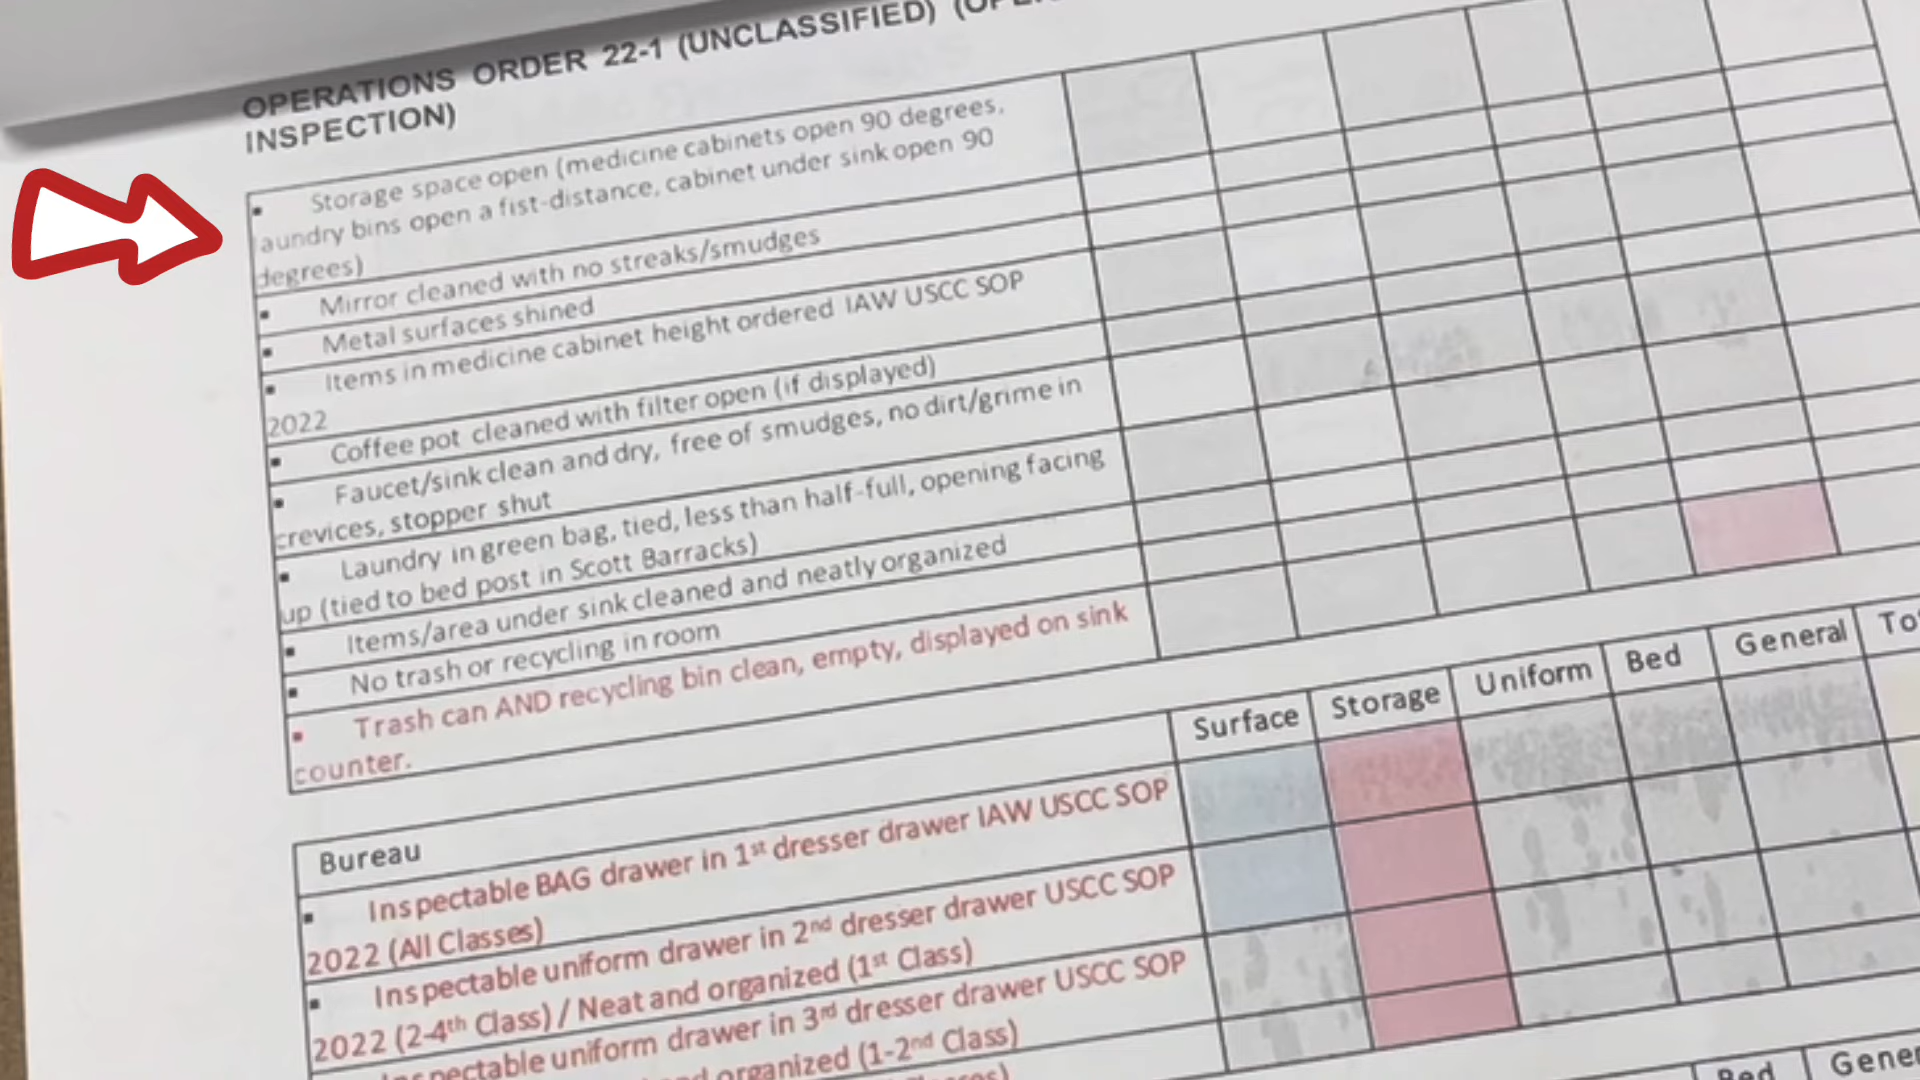 OPERATIONS ORDER 22-1 (UNCLASSIFIED)
INSPECTION)
▪ Storage space open (medicine cabinets open 90 degrees,
laundry bins open a fist-distance, cabinet under sink open 90
degrees)
▪ Mirror cleaned with no streaks/smudges
▪ Metal surfaces shined
▪ Items in medicine cabinet height ordered IAW USCC SOP
2022
▪ Coffee pot cleaned with filter open (if displayed)
▪ Faucet/sink clean and dry, free of smudges, no dirt/grime in
crevices, stopper shut
▪ Laundry in green bag, tied, less than half-full, opening facing
up (tied to bed post in Scott Barracks)
▪ Items/area under sink cleaned and neatly organized
▪ No trash or recycling in room
▪ Trash can AND recycling bin clean, empty, displayed on sink
counter.
Bureau Surface Storage Uniform Bed General
▪ Inspectable BAG drawer in 1st dresser drawer IAW USCC SOP
2022 (All Classes)
▪ Inspectable uniform drawer in 2nd dresser drawer USCC SOP
2022 (2-4th Class) / Neat and organized (1st Class)
uniform drawer in 3rd dresser drawer USCC SOP
organized (1-2nd Class)
Bed